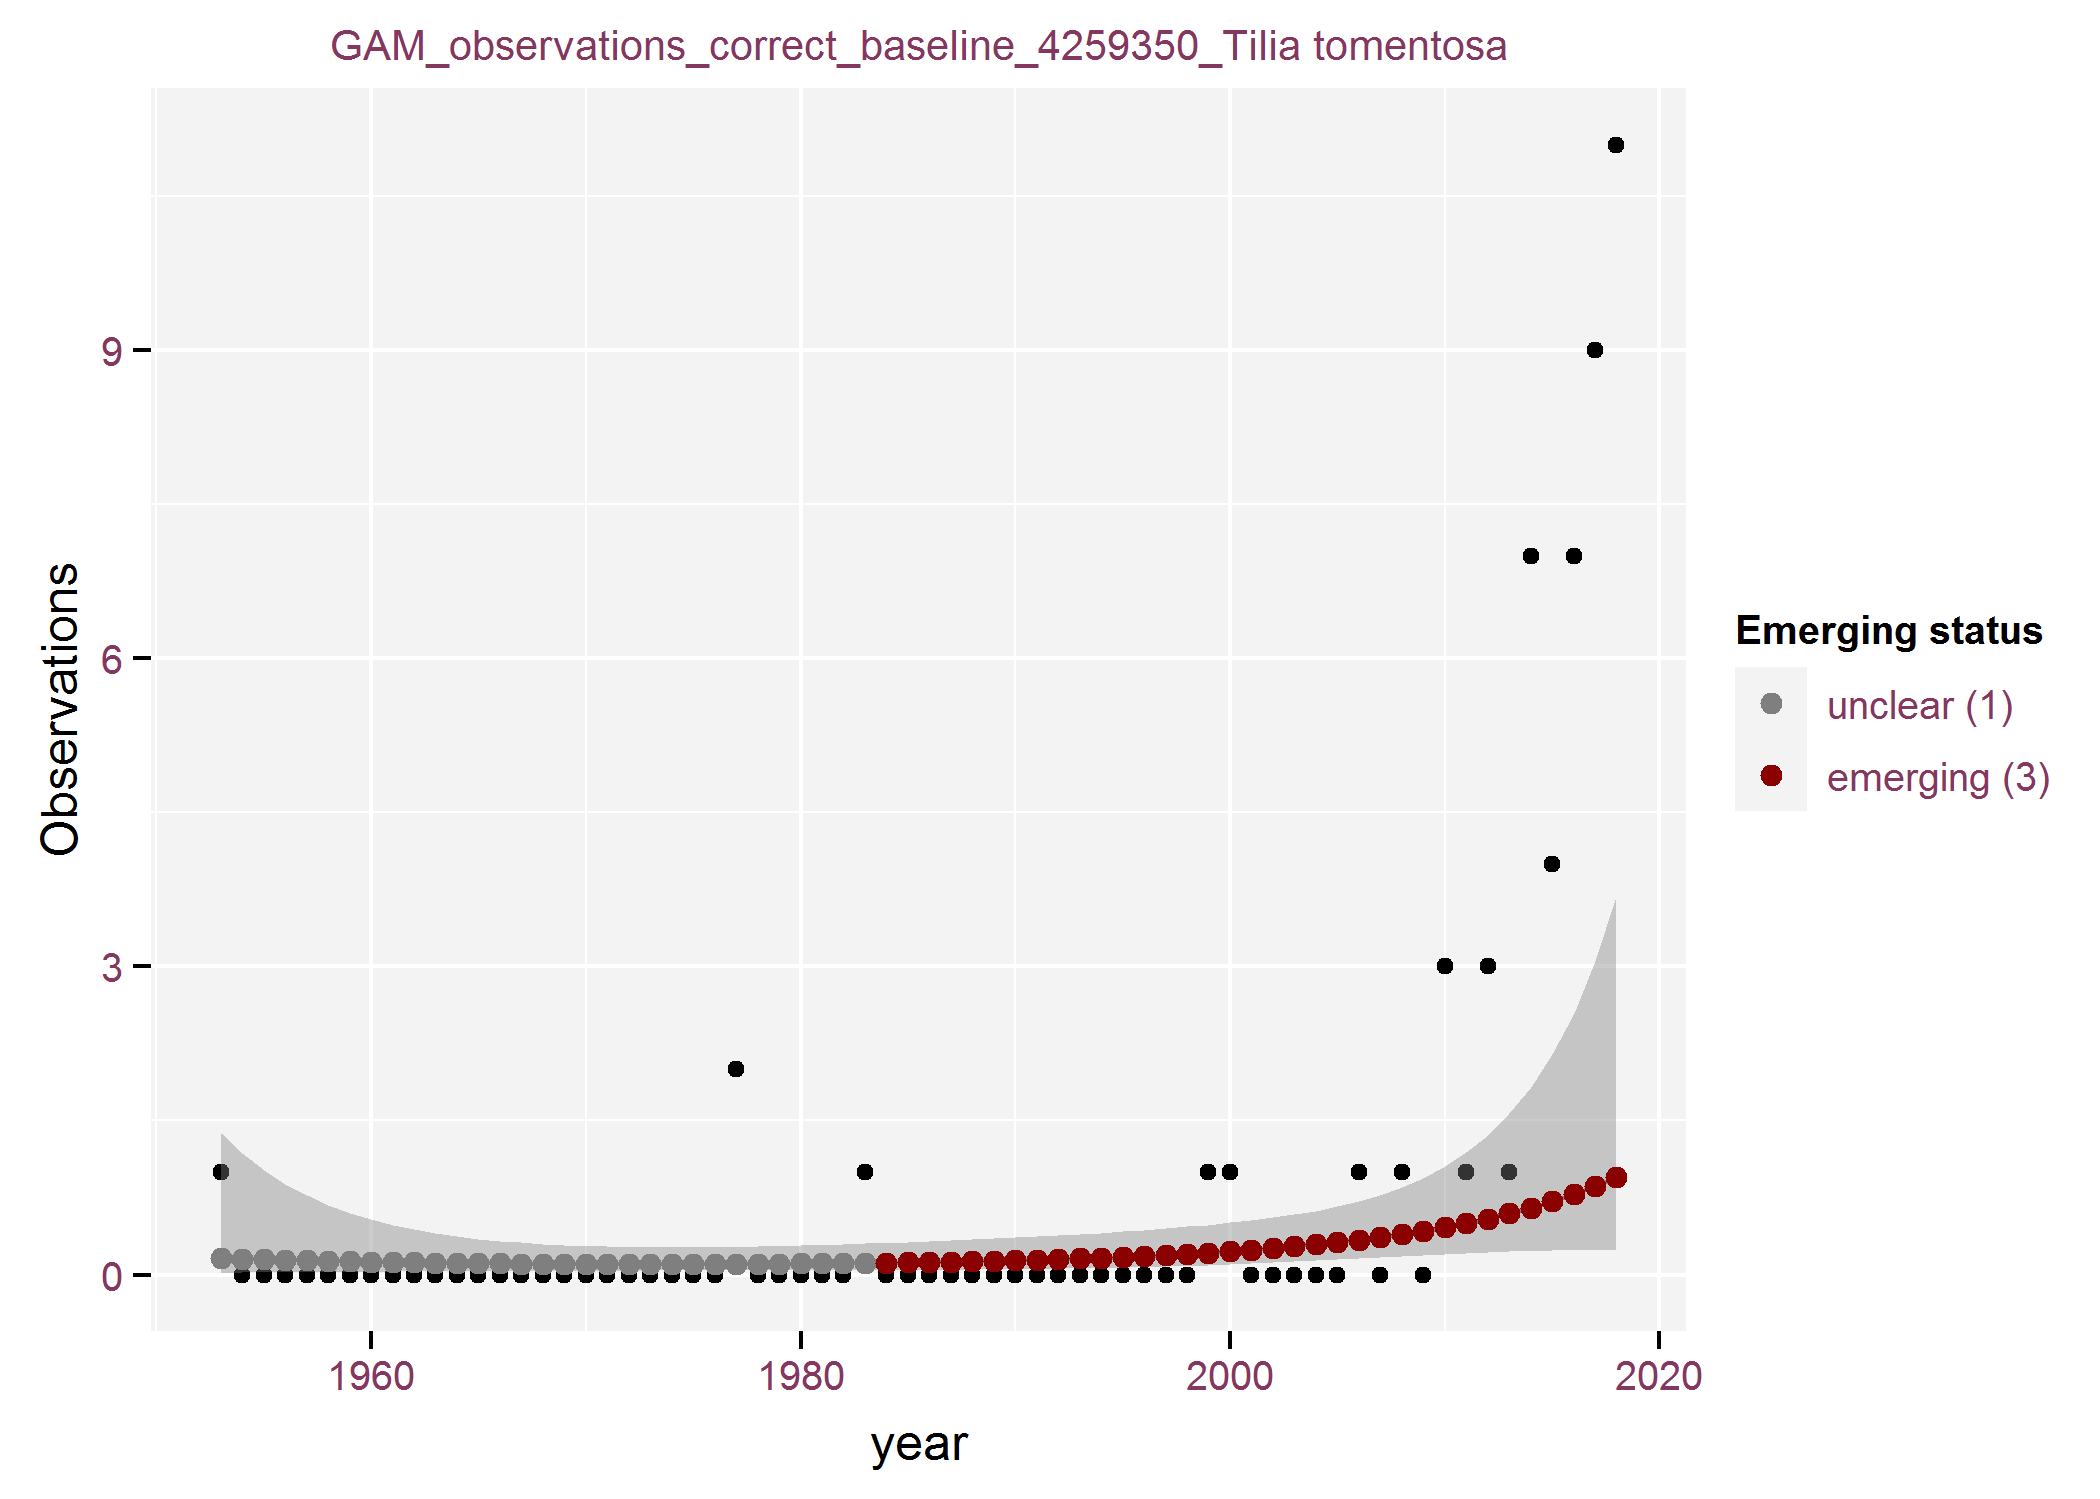 GAM_observations_correct_baseline_4259350_Tilia tomentosa
Observations
9
6
3
0
1960 1980 2000 2020
year
Emerging status
unclear (1)
emerging (3)